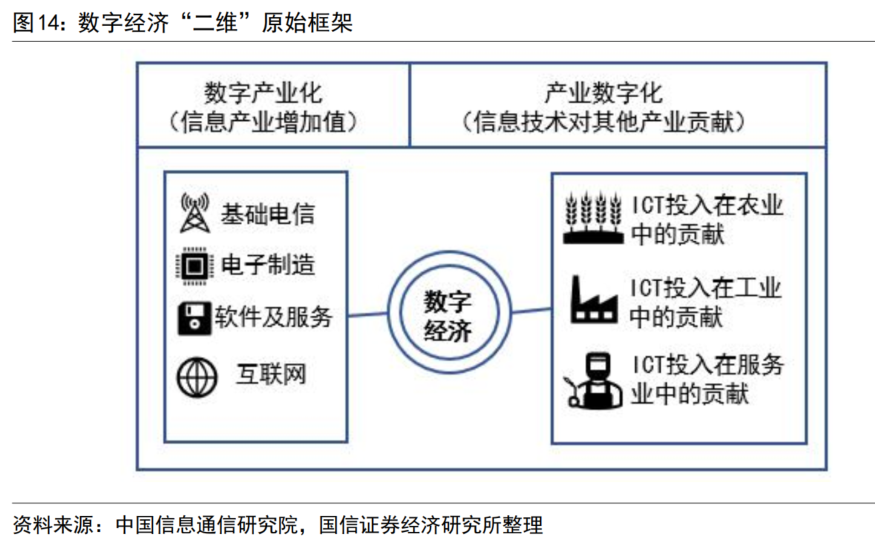 图14：数字经济“二维”原始框架
数字产业化
（信息产业增加值）
产业数字化
（信息技术对其他产业贡献）
基础电信
电子制造
软件及服务
互联网
数字
经济
ICT投入在农业
中的贡献
ICT投入在工业
中的贡献
ICT投入在服务
业中的贡献
资料来源：中国信息通信研究院，国信证券经济研究所整理